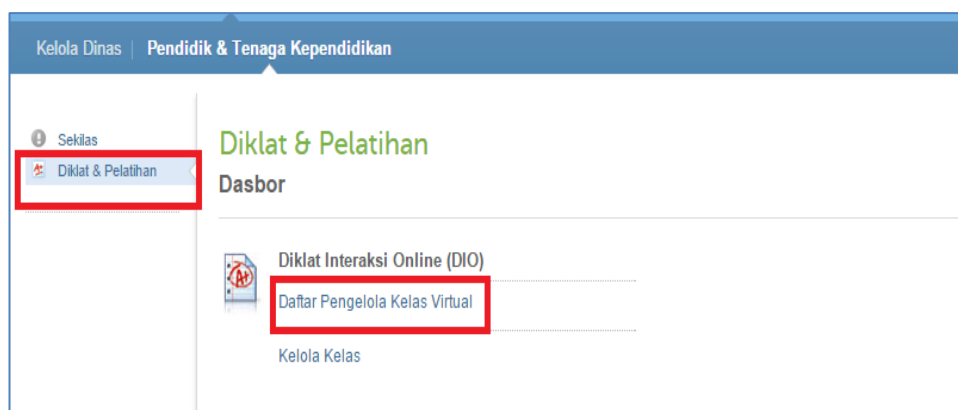 Kelola Dinas | Pendidik & Tenaga Kependidikan
Sekilas
Diklat & Pelatihan
Diklat & Pelatihan
Dasbor
Diklat Interaksi Online (DIO)
Daftar Pengelola Kelas Virtual
Kelola Kelas